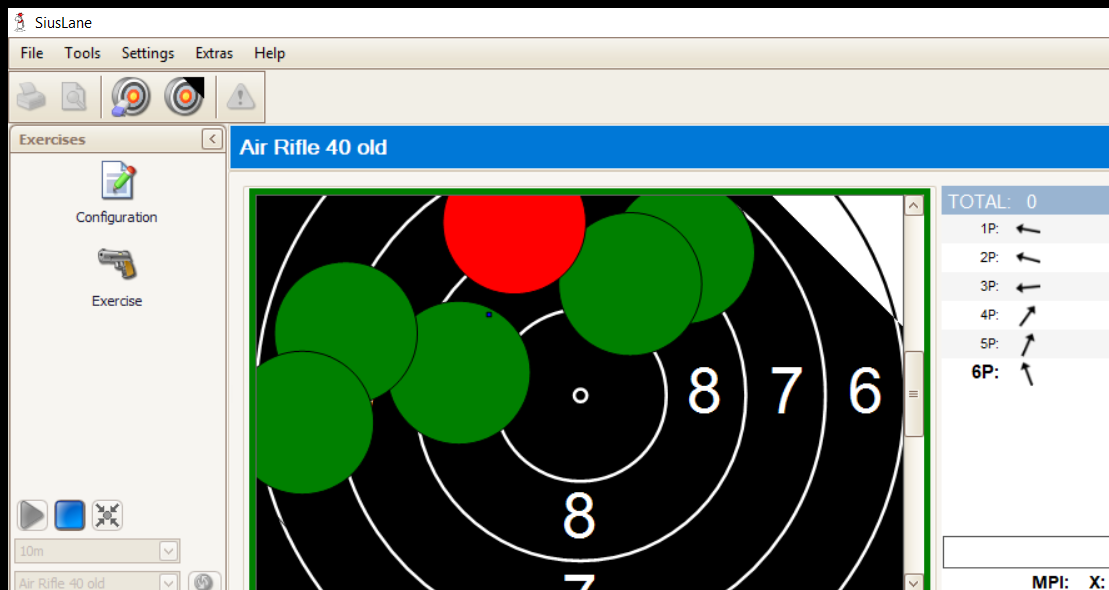 SiusLane
File Tools Settings Extras Help
Exercises
Air Rifle 40 old
Configuration
Exercise
10m
Air Rifle 40 old
8 7 6
8
7
TOTAL: 0
1P:
2P:
3P:
4P:
5P:
6P:
MPI: X: